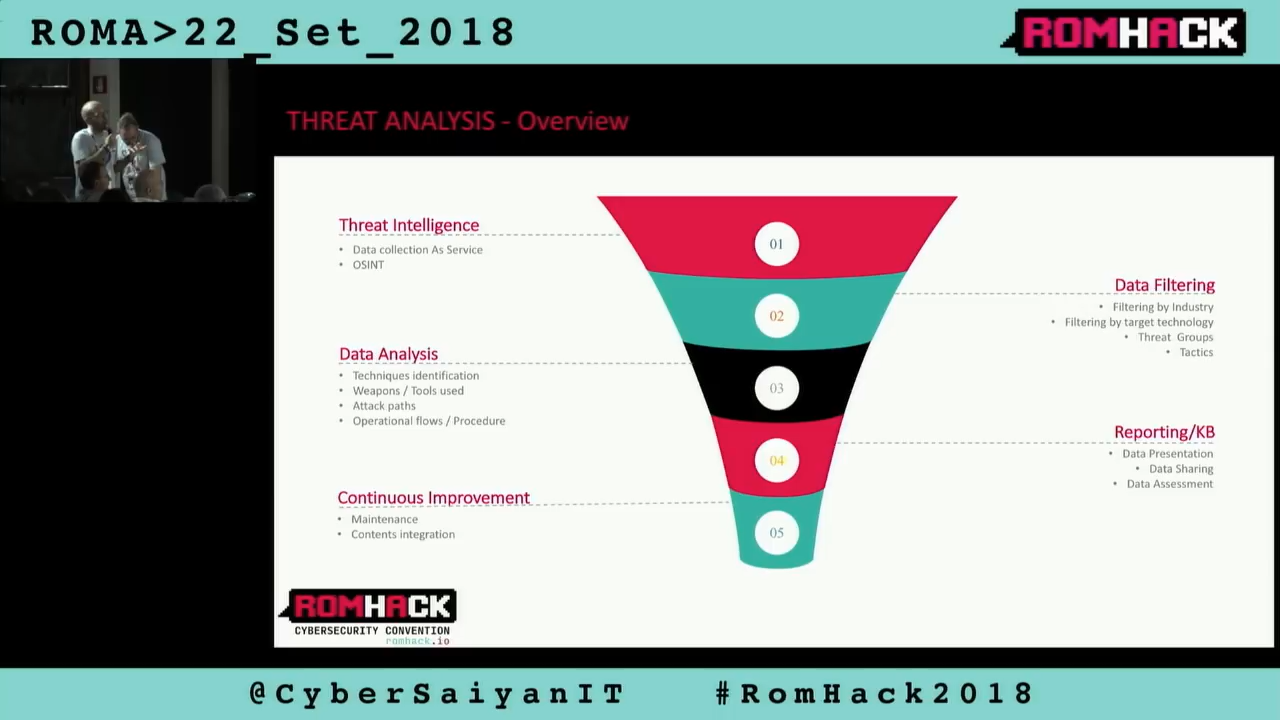 ROMA>22_Set_2018
ROMHACK
THREAT ANALYSIS - Overview
Threat Intelligence
• Data collection As Service
• OSINT
01
Data Filtering
• Filtering by Industry
• Filtering by target technology
• Threat Groups
• Tactics
02
Data Analysis
• Techniques identification
• Weapons / Tools used
• Attack paths
• Operational flows / Procedure
03
Reporting/KB
• Data Presentation
• Data Sharing
• Data Assessment
04
Continuous Improvement
• Maintenance
• Contents integration
05
ROMHACK
CYBERSECURITY CONVENTION
romhack.io
@CyberSaiyanIT #RomHack2018